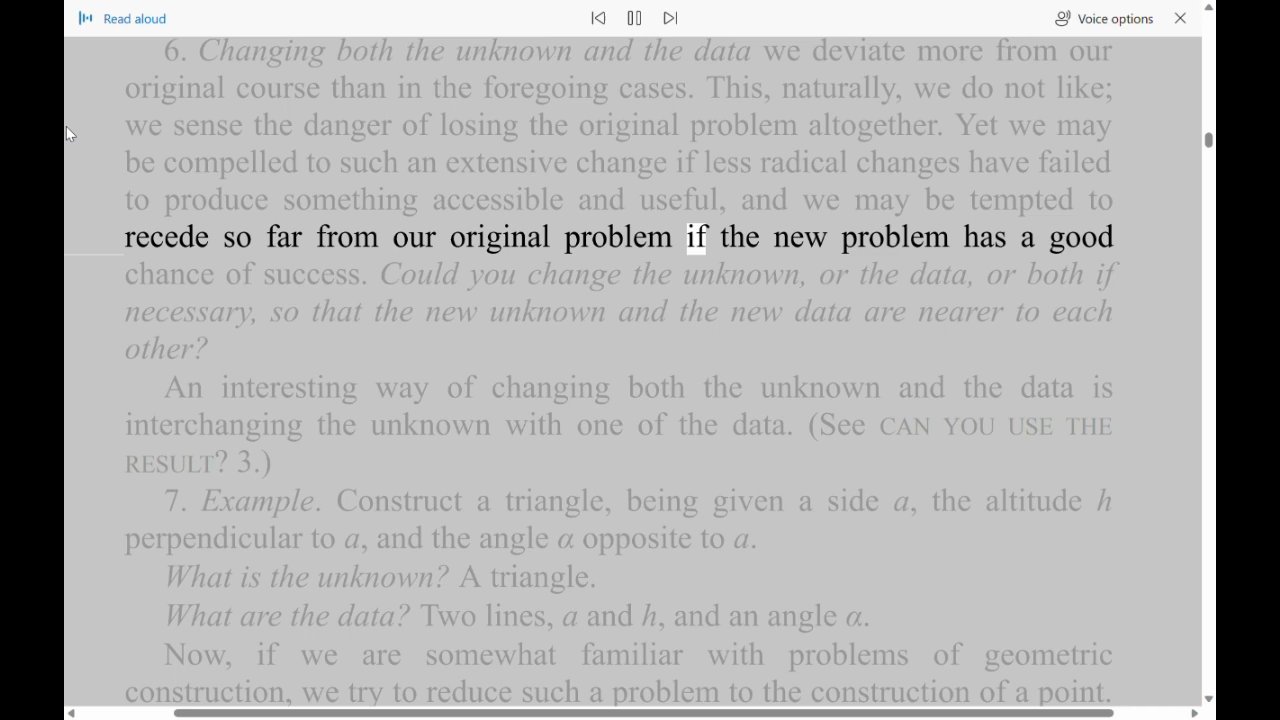 Read aloud
Voice options
6. Changing both the unknown and the data we deviate more from our
original course than in the foregoing cases. This, naturally, we do not like;
we sense the danger of losing the original problem altogether. Yet we may
be compelled to such an extensive change if less radical changes have failed
to produce something accessible and useful, and we may be tempted to
recede so far from our original problem if the new problem has a good
chance of success. Could you change the unknown, or the data, or both if
necessary, so that the new unknown and the new data are nearer to each
other?
An interesting way of changing both the unknown and the data is
interchanging the unknown with one of the data. (See CAN YOU USE THE
RESULT? 3.)
7. Example. Construct a triangle, being given a side a, the altitude h
perpendicular to a, and the angle α opposite to a.
What is the unknown? A triangle.
What are the data? Two lines, a and h, and an angle α.
Now, if we are somewhat familiar with problems of geometric
construction, we try to reduce such a problem to the construction of a point.